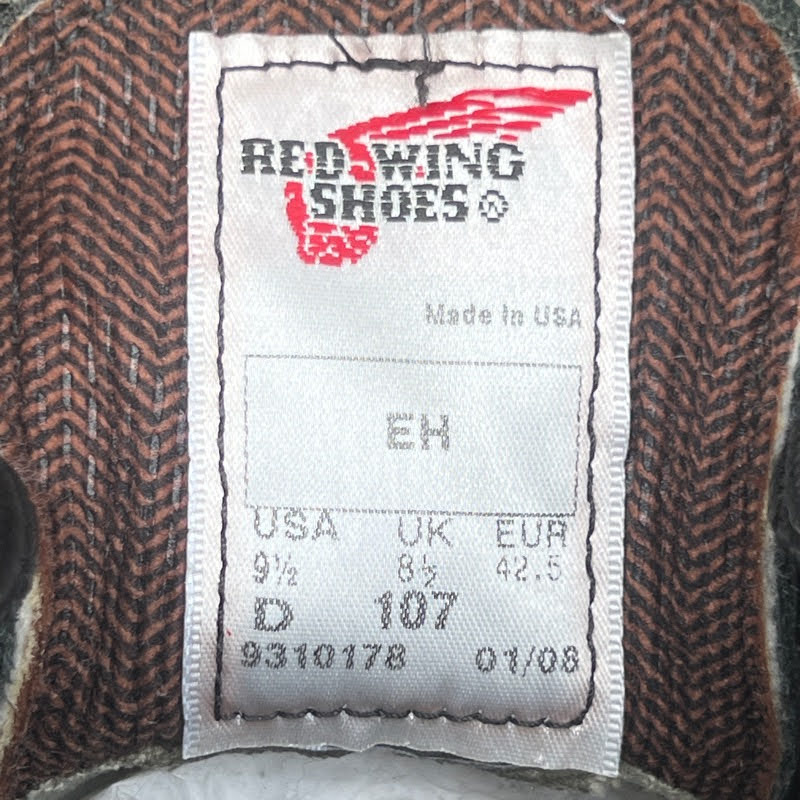 RED WING
SHOES®
Made in USA
EH
USA UK EUR
9½ 8½ 42.5
D 107
9310178 01/08